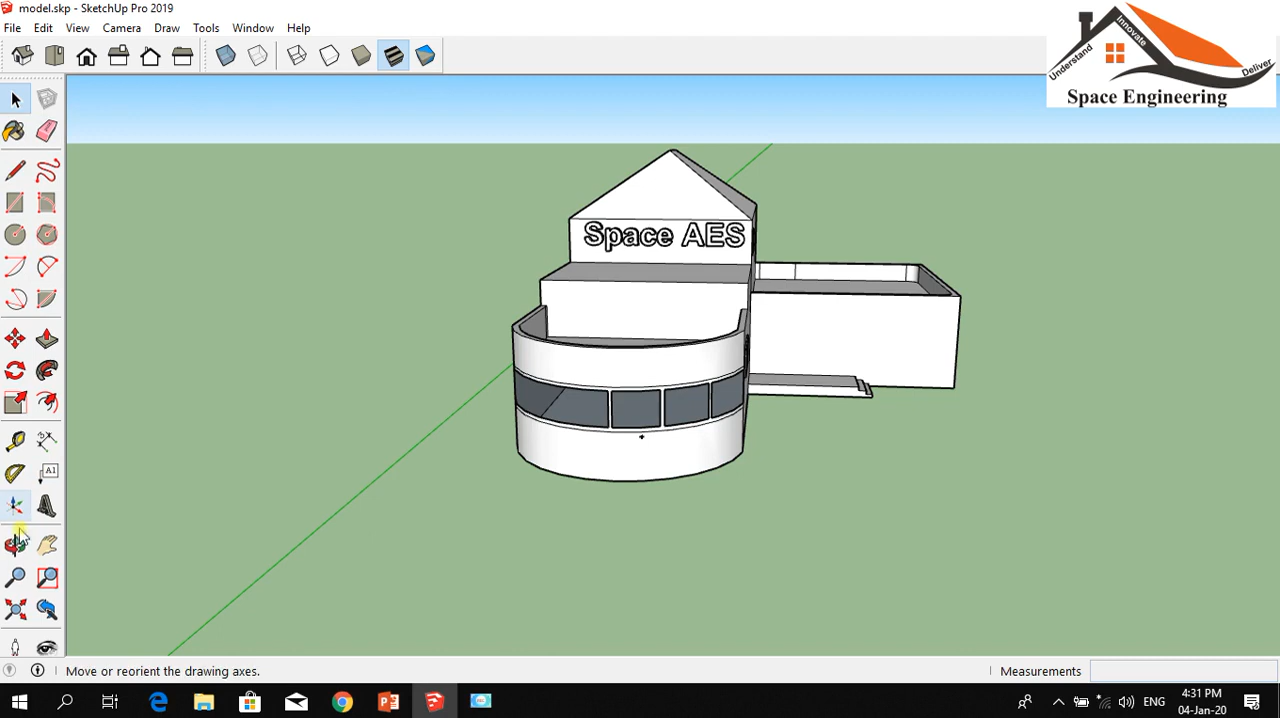 model.skp - SketchUp Pro 2019
File Edit View Camera Draw Tools Window Help
Understand Innovate Deliver
Space Engineering
Space AES
A1
Move or reorient the drawing axes.
Measurements
ENG
4:31 PM
04-Jan-20